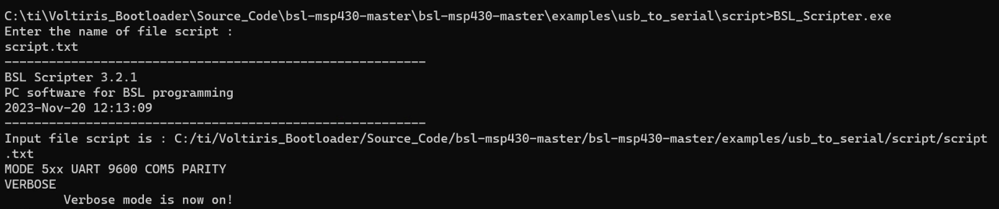 C:\ti\Voltiris_Bootloader\Source_Code\bsl-msp430-master\bsl-msp430-master\examples\usb_to_serial\script>BSL_Scripter.exe
Enter the name of file script :
script.txt
---------------------------------------------------------
BSL Scripter 3.2.1
PC software for BSL programming
2023-Nov-20 12:13:09
---------------------------------------------------------
Input file script is : C:/ti/Voltiris_Bootloader/Source_Code/bsl-msp430-master/bsl-msp430-master/examples/usb_to_serial/script/script
.txt
MODE 5xx UART 9600 COM5 PARITY
VERBOSE
        Verbose mode is now on!